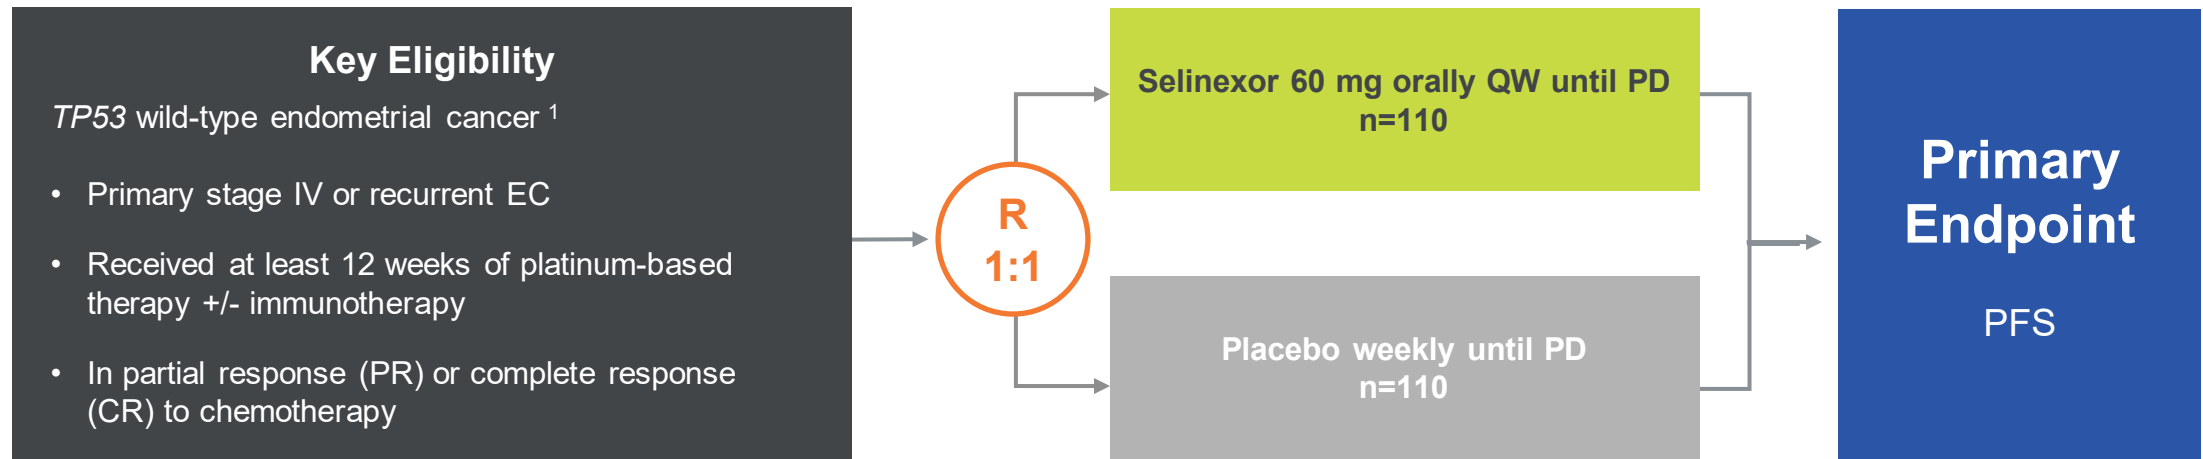 Key Eligibility
TP53 wild-type endometrial cancer 1
• Primary stage IV or recurrent EC
• Received at least 12 weeks of platinum-based
therapy +/- immunotherapy
• In partial response (PR) or complete response
(CR) to chemotherapy
R
1:1
Selinexor 60 mg orally QW until PD
n=110
Placebo weekly until PD
n=110
Primary
Endpoint
PFS